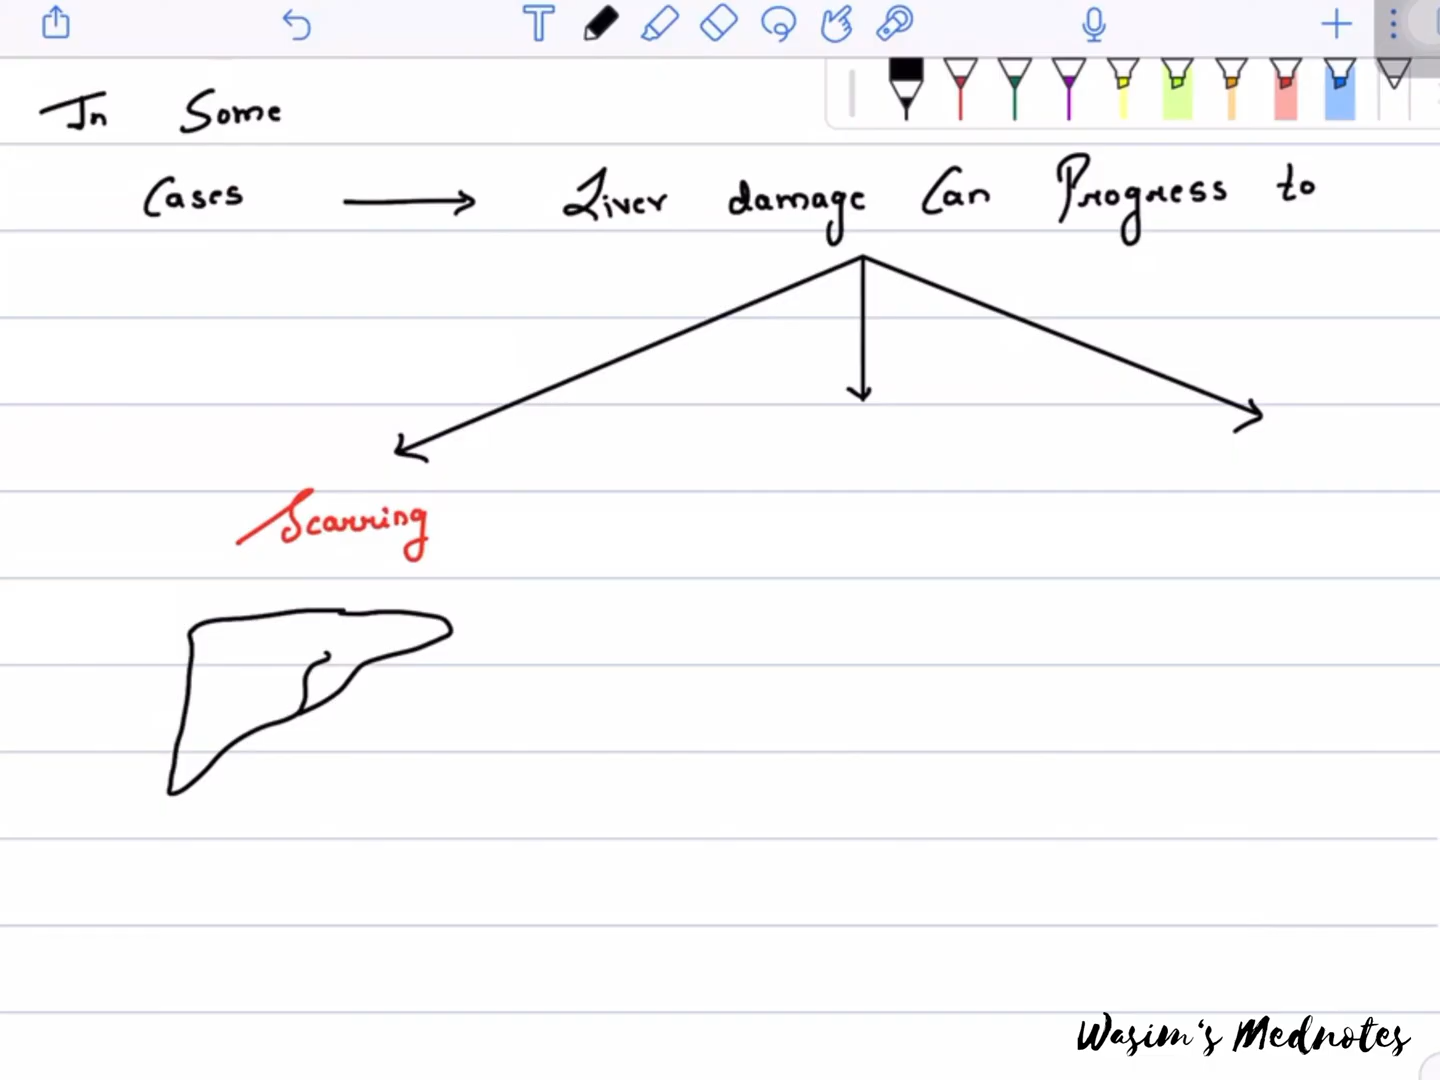 In Some
Cases → Liver damage Can Progress to
Scarring
Wasim's Mednotes